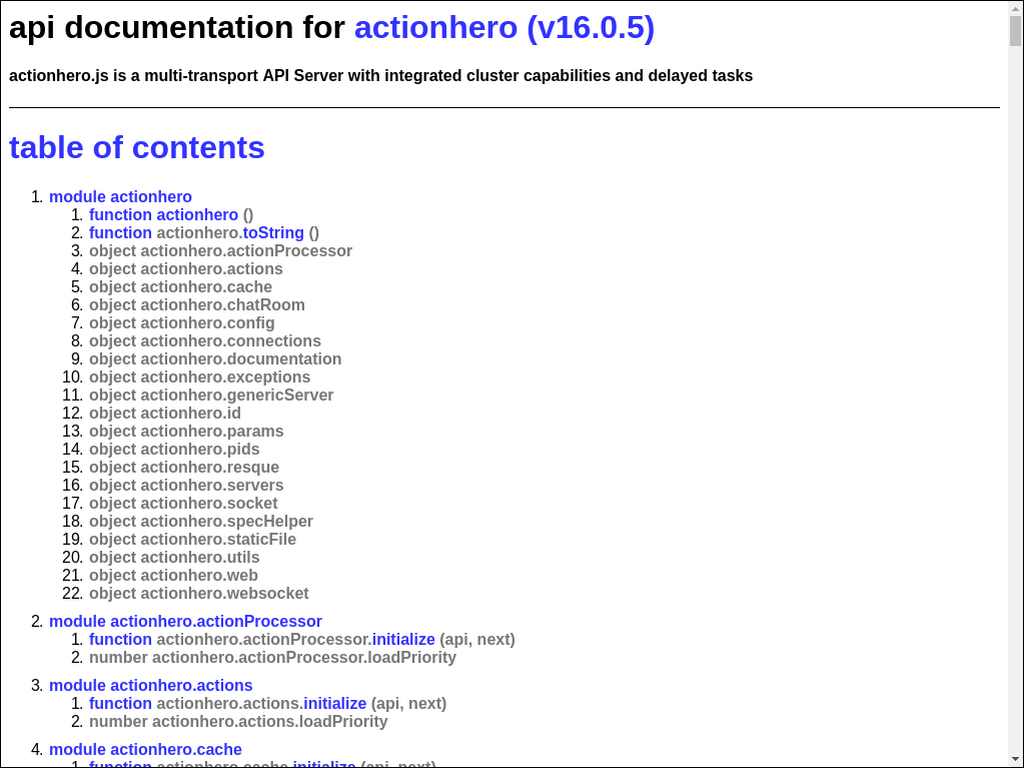 api documentation for actionhero (v16.0.5)
actionhero.js is a multi-transport API Server with integrated cluster capabilities and delayed tasks
table of contents
1. module actionhero
1. function actionhero ()
2. function actionhero.toString ()
3. object actionhero.actionProcessor
4. object actionhero.actions
5. object actionhero.cache
6. object actionhero.chatRoom
7. object actionhero.config
8. object actionhero.connections
9. object actionhero.documentation
10. object actionhero.exceptions
11. object actionhero.genericServer
12. object actionhero.id
13. object actionhero.params
14. object actionhero.pids
15. object actionhero.resque
16. object actionhero.servers
17. object actionhero.socket
18. object actionhero.specHelper
19. object actionhero.staticFile
20. object actionhero.utils
21. object actionhero.web
22. object actionhero.websocket
2. module actionhero.actionProcessor
1. function actionhero.actionProcessor.initialize (api, next)
2. number actionhero.actionProcessor.loadPriority
3. module actionhero.actions
1. function actionhero.actions.initialize (api, next)
2. number actionhero.actions.loadPriority
4. module actionhero.cache
1. function actionhero.cache.initialize (api, next)